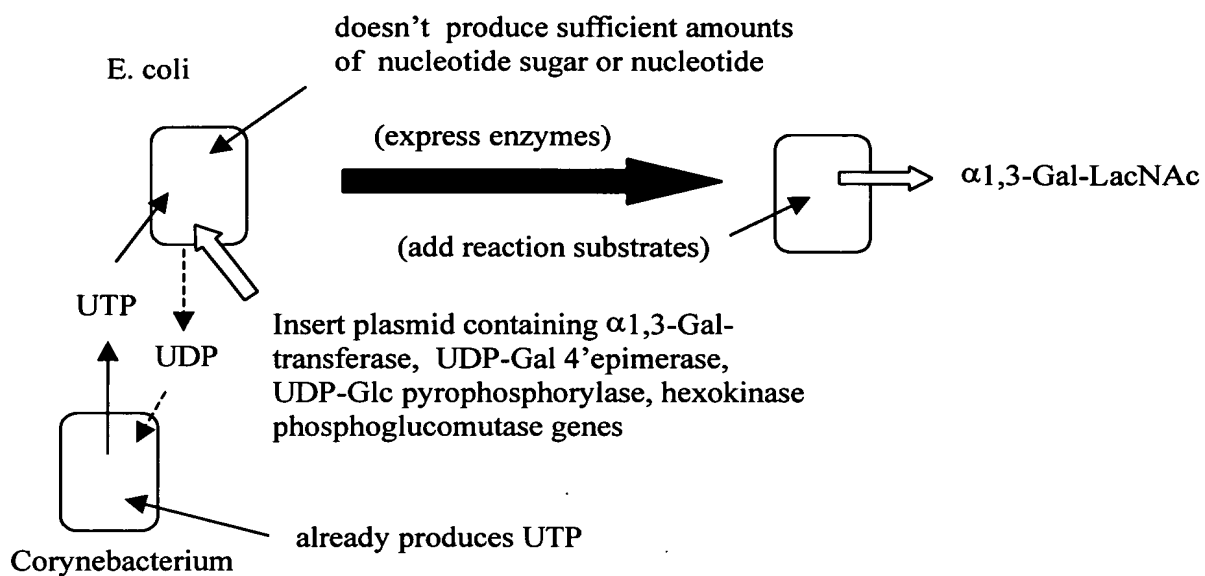 doesn't produce sufficient amounts
of nucleotide sugar or nucleotide
E. coli
(express enzymes)
α1,3-Gal-LacNAc
(add reaction substrates)
UTP
UDP
Insert plasmid containing α1,3-Gal-
transferase, UDP-Gal 4'epimerase,
UDP-Glc pyrophosphorylase, hexokinase
phosphoglucomutase genes
already produces UTP
Corynebacterium